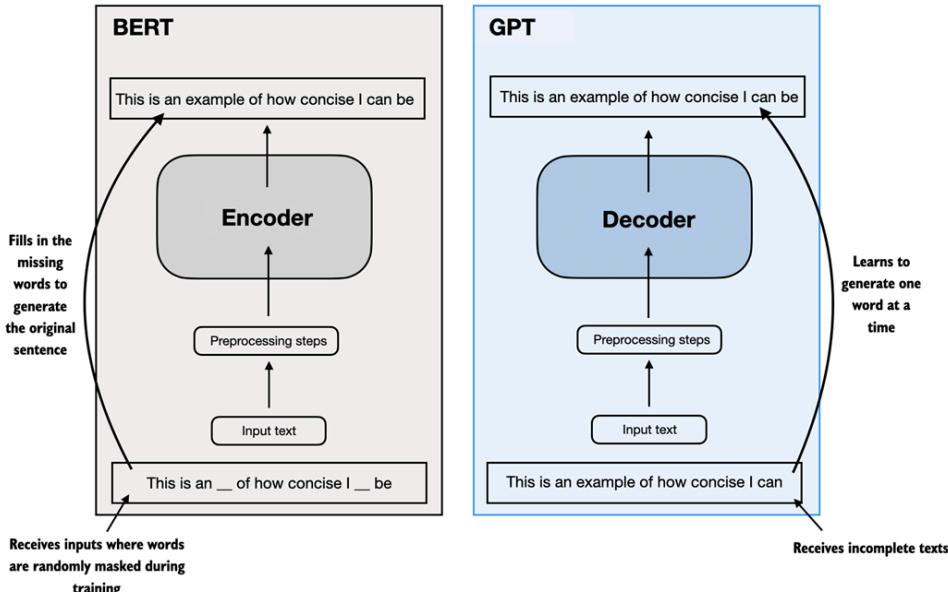 BERT
This is an example of how concise I can be
Encoder
Fills in the
missing
words to
generate
the original
sentence
Preprocessing steps
Input text
This is an __ of how concise I __ be
Receives inputs where words
are randomly masked during
training
GPT
This is an example of how concise I can be
Decoder
Learns to
generate one
word at a
time
Preprocessing steps
Input text
This is an example of how concise I can
Receives incomplete texts